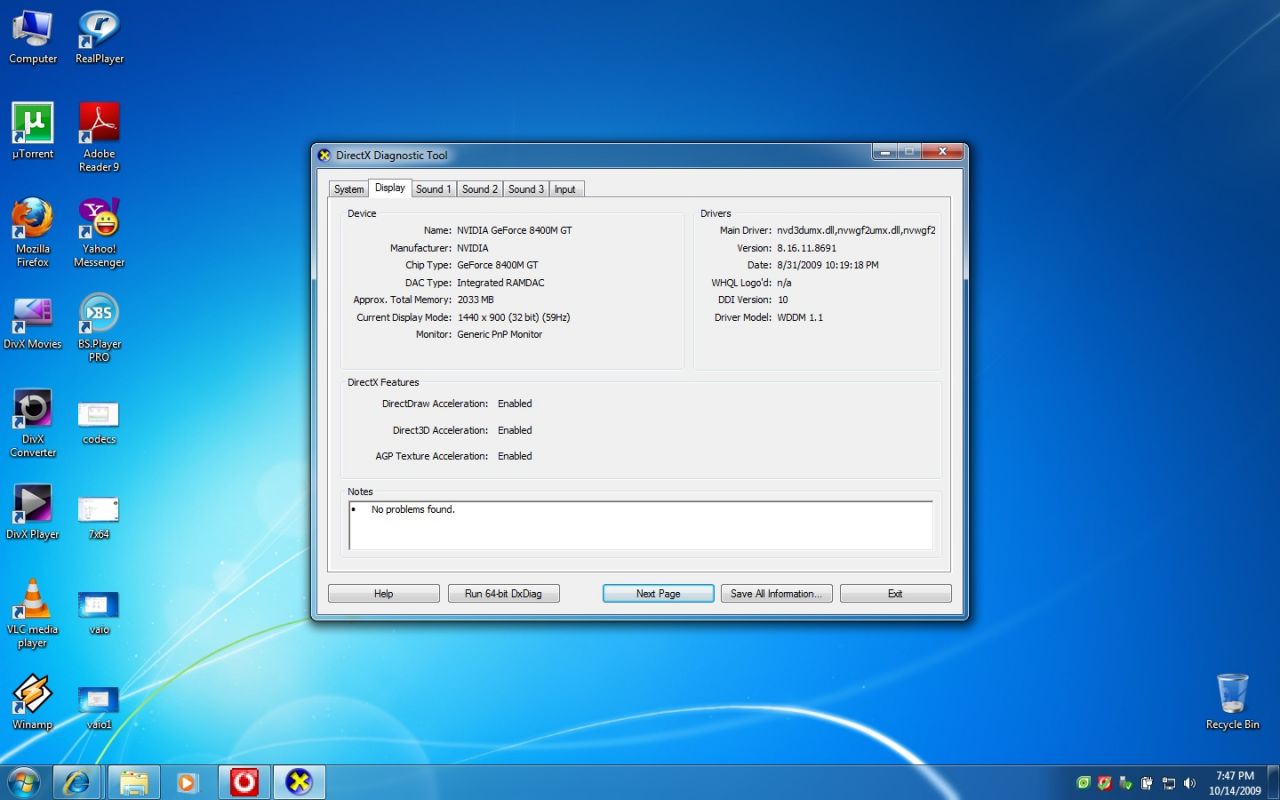 Computer
RealPlayer
µTorrent
Adobe
Reader 9
Mozilla
Firefox
Yahoo!
Messenger
DivX Movies
BS.Player
PRO
DivX
Converter
codecs
DivX Player
7x64
VLC media
player
vaio
Winamp
vaio1
DirectX Diagnostic Tool
System
Display
Sound 1
Sound 2
Sound 3
Input
Device
Name: NVIDIA GeForce 8400M GT
Manufacturer: NVIDIA
Chip Type: GeForce 8400M GT
DAC Type: Integrated RAMDAC
Approx. Total Memory: 2033 MB
Current Display Mode: 1440 x 900 (32 bit) (59Hz)
Monitor: Generic PnP Monitor
Drivers
Main Driver: nvd3dumx.dll,nvwgf2umx.dll,nvwgf2
Version: 8.16.11.8691
Date: 8/31/2009 10:19:18 PM
WHQL Logo'd: n/a
DDI Version: 10
Driver Model: WDDM 1.1
DirectX Features
DirectDraw Acceleration: Enabled
Direct3D Acceleration: Enabled
AGP Texture Acceleration: Enabled
Notes
• No problems found.
Help
Run 64-bit DxDiag
Next Page
Save All Information...
Exit
Recycle Bin
7:47 PM
10/14/2009